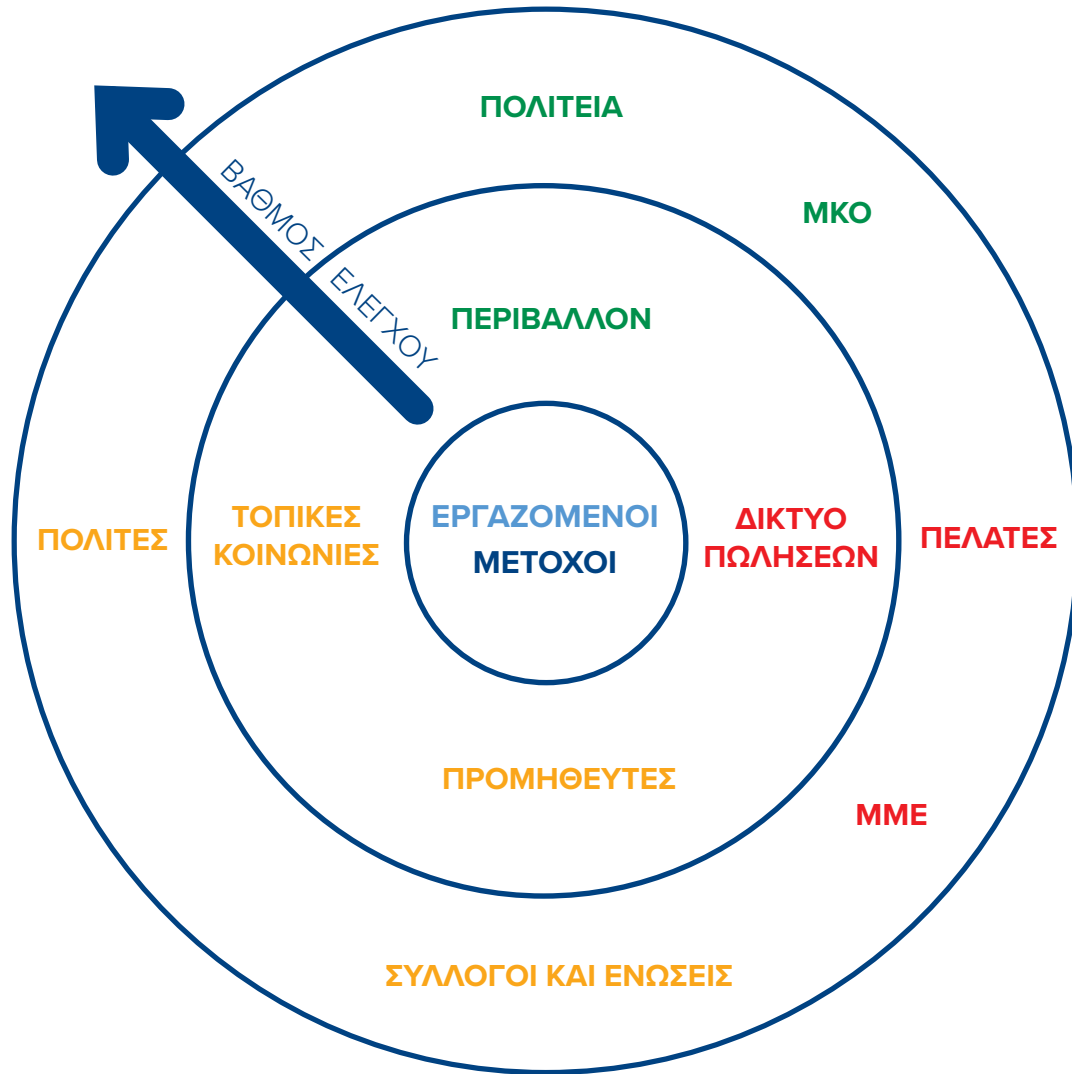 ΠΟΛΙΤΕΙΑ
ΜΚΟ
ΒΑΘΜΟΣ ΕΛΕΓΧΟΥ
ΠΕΡΙΒΑΛΛΟΝ
ΠΟΛΙΤΕΣ
ΤΟΠΙΚΕΣ
ΚΟΙΝΩΝΙΕΣ
ΕΡΓΑΖΟΜΕΝΟΙ
ΜΕΤΟΧΟΙ
ΔΙΚΤΥΟ
ΠΩΛΗΣΕΩΝ
ΠΕΛΑΤΕΣ
ΠΡΟΜΗΘΕΥΤΕΣ
ΜΜΕ
ΣΥΛΛΟΓΟΙ ΚΑΙ ΕΝΩΣΕΙΣ